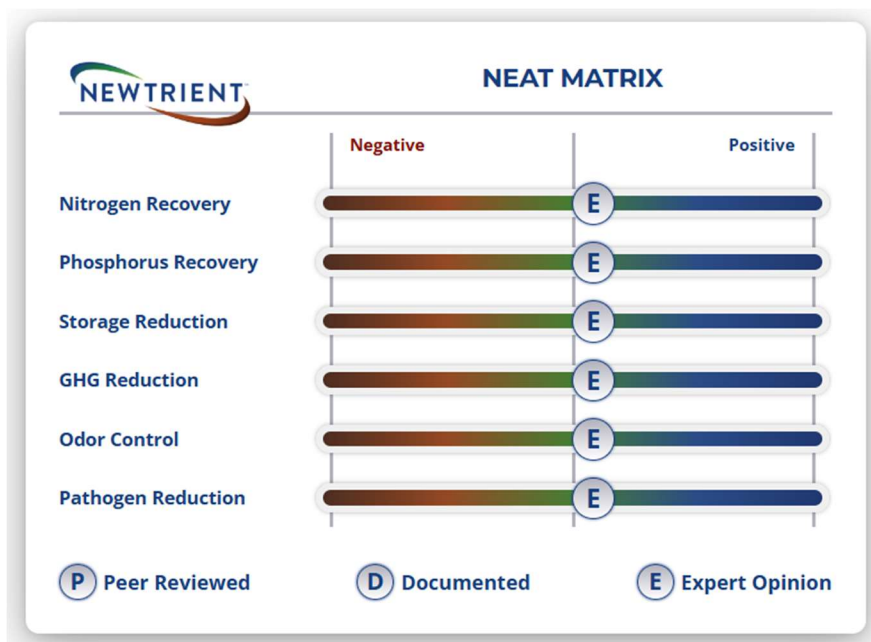 NEWTRIENT™
NEAT MATRIX
Negative Positive
Nitrogen Recovery E
Phosphorus Recovery E
Storage Reduction E
GHG Reduction E
Odor Control E
Pathogen Reduction E
P Peer Reviewed D Documented E Expert Opinion